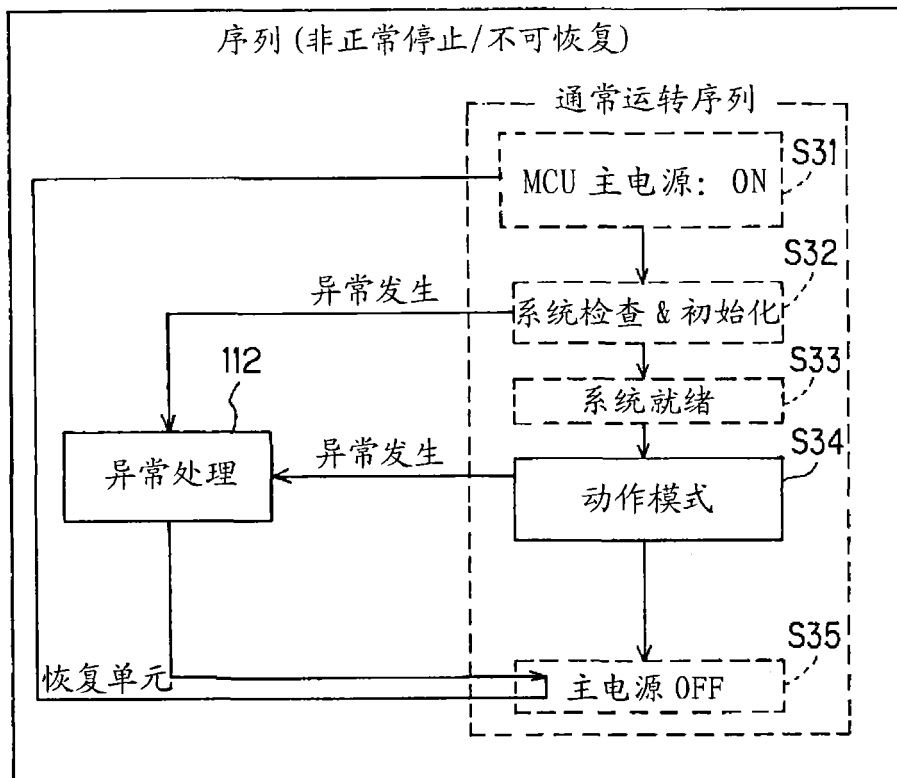 序列(非正常停止/不可恢复)
通常运转序列
S31
MCU 主电源: ON
S32
异常发生
系统检查 & 初始化
S33
112
系统就绪
S34
异常发生
异常处理
动作模式
S35
恢复单元
主电源 OFF